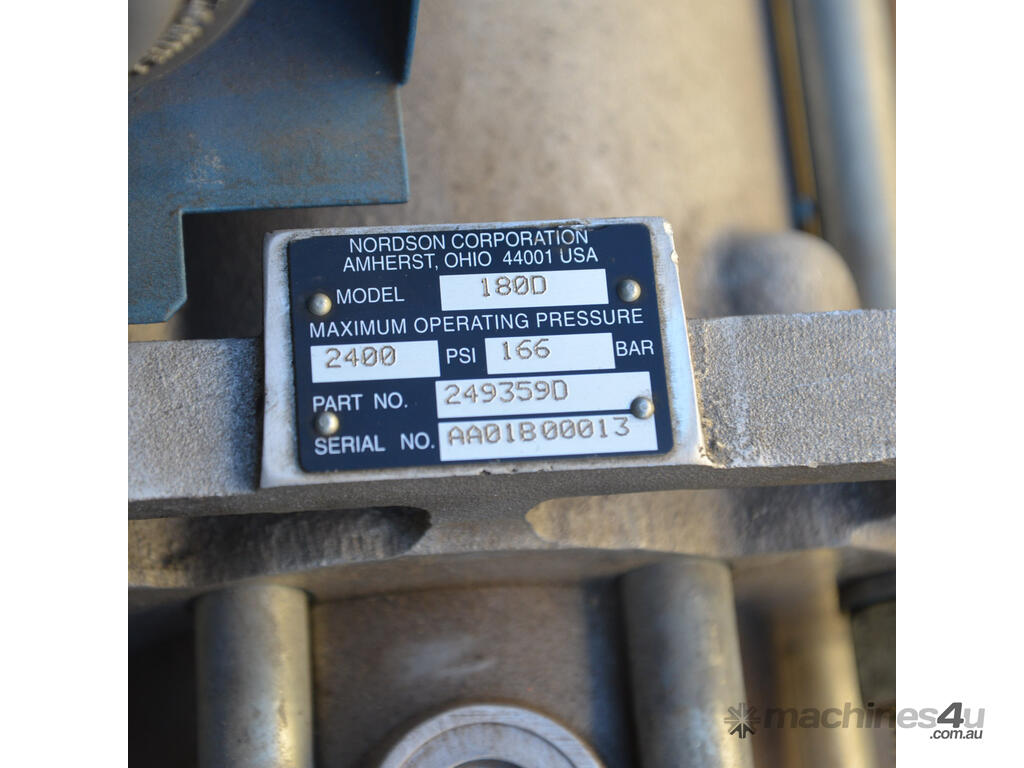 NORDSON CORPORATION
AMHERST, OHIO 44001 USA
MODEL 180D
MAXIMUM OPERATING PRESSURE
2400 PSI 166 BAR
PART NO. 249359D
SERIAL NO. AA01B00013
machines4u
.com.au